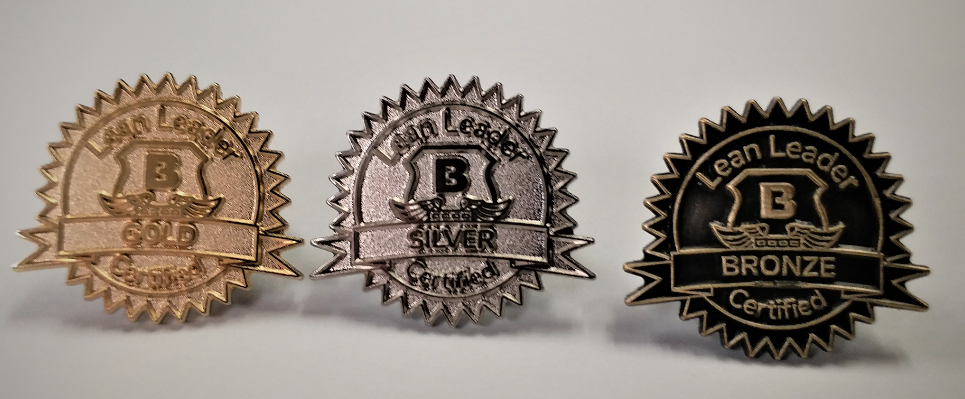 Lean Leader
B
GOLD
Certified
Lean Leader
B
SILVER
Certified
Lean Leader
B
BRONZE
Certified